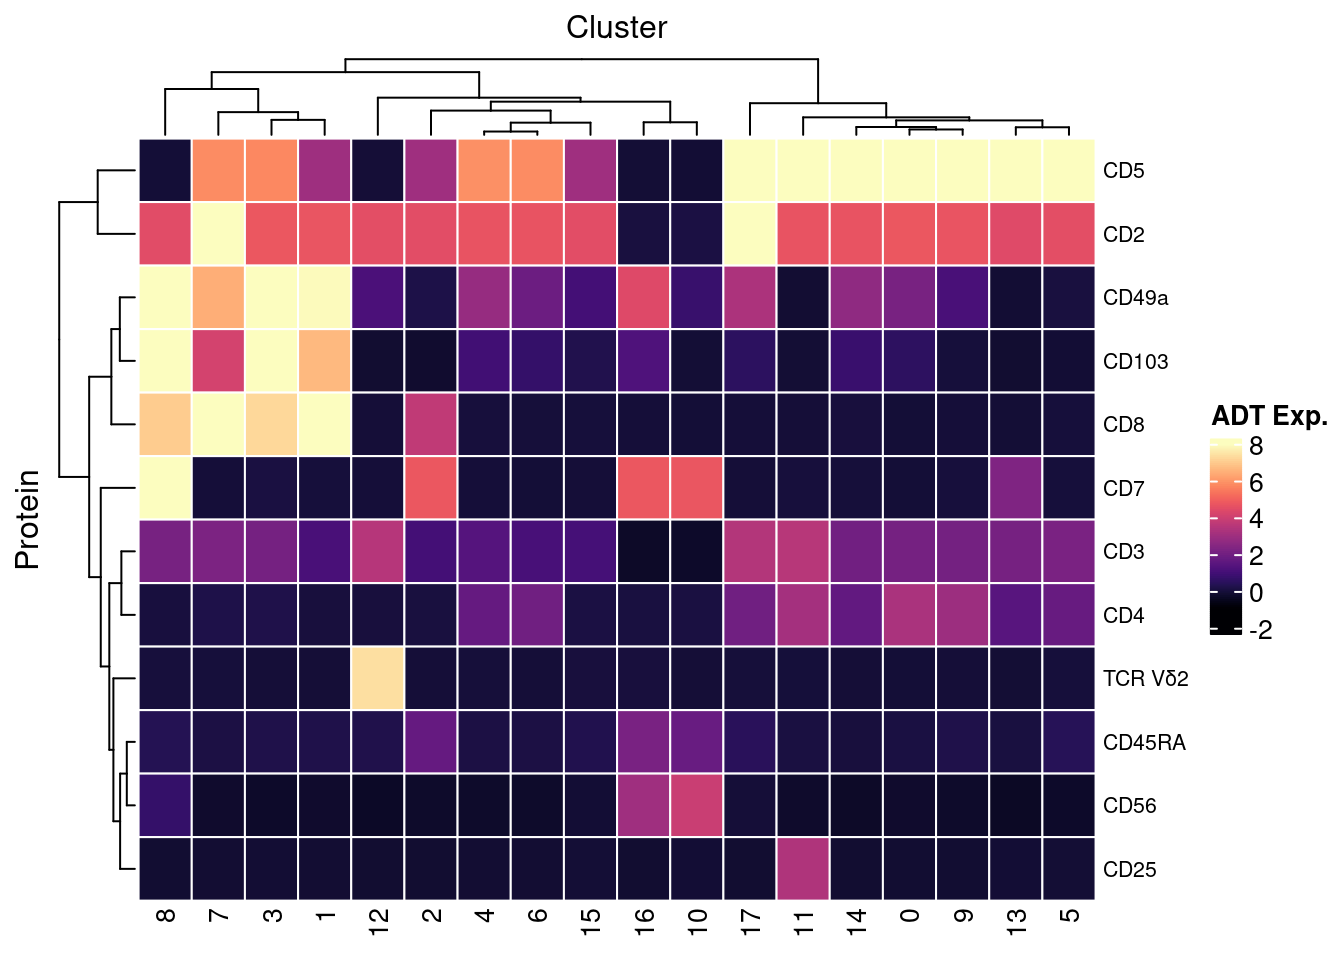 Cluster
CD5
CD2
CD49a
CD103
CD8
CD7
CD3
CD4
TCR Vδ2
CD45RA
CD56
CD25
Protein
ADT Exp.
8
6
4
2
0
-2
8 7 3 1 12 2 4 6 15 16 10 17 11 14 0 9 13 5